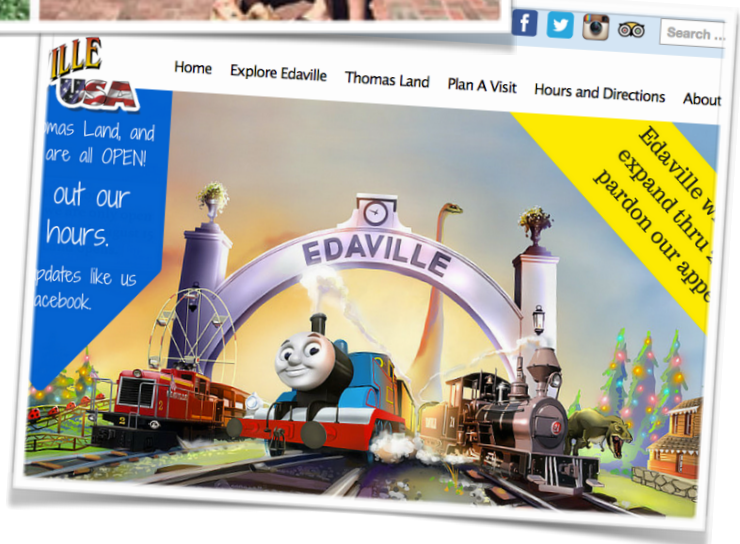 Search ...
ILLE
USA
Home Explore Edaville Thomas Land Plan A Visit Hours and Directions About
mas Land, and
are all OPEN!
out our
hours.
pdates like us
acebook.
Edaville w
expand thru
pardon our appe
EDAVILLE
2